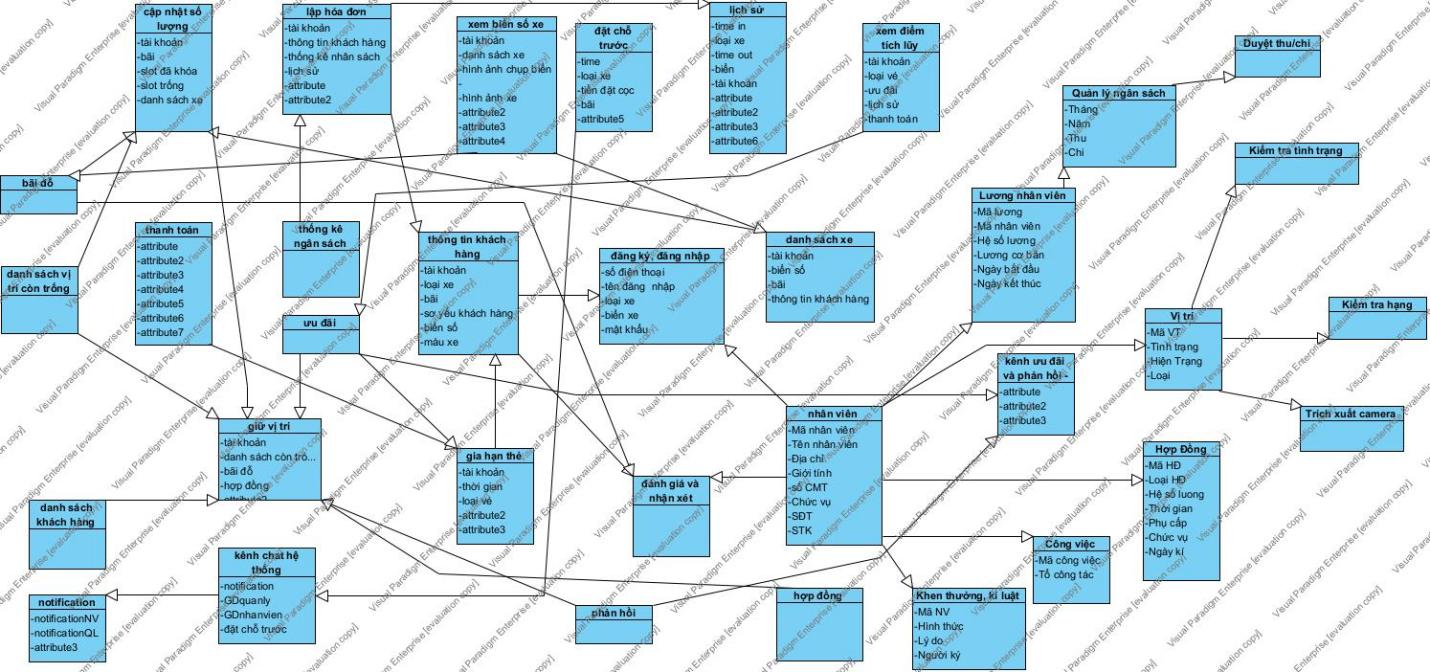 cập nhật số
lượng
-tài khoản
-bãi
-slot đã khóa
-slot trống
-danh sách xe
lập hóa đơn
-tài khoản
-thông tin khách hàng
-thống kê nhân sách
-lịch sử
-attribute
-attribute2
xem biển số xe
-tài khoản
-danh sách xe
-hình ảnh chụp biển
-
-hình ảnh xe
-attribute2
-attribute3
-attribute4
đặt chỗ
trước
-time
-loại xe
-tiền đặt cọc
-bãi
-attribute5
lịch sử
-time in
-loại xe
-time out
-biển
-tài khoản
-attribute
-attribute2
-attribute3
-attribute6
xem điểm
tích lũy
-tài khoản
-loại vé
-ưu đãi
-lịch sử
-thanh toán
Duyệt thu/chi
Quản lý ngân sách
-Tháng
-Năm
-Thu
-Chi
Kiểm tra tình trạng
bãi đỗ
thanh toán
-attribute
-attribute2
-attribute3
-attribute4
-attribute5
-attribute6
-attribute7
thống kê
ngân sách
thông tin khách
hàng
-tài khoản
-loại xe
-bãi
-sơ yếu khách hàng
-biển số
-màu xe
đăng ký, đăng nhập
-số điện thoại
-tên đăng nhập
-loại xe
-biển xe
-mật khẩu
danh sách xe
-tài khoản
-biển số
-bãi
-thông tin khách hàng
Lương nhân viên
-Mã lương
-Mã nhân viên
-Hệ số lương
-Lương cơ bản
-Ngày bắt đầu
-Ngày kết thúc
danh sách vị
trí còn trống
ưu đãi
Vị trí
-Mã VT
-Tình trạng
-Hiện Trạng
-Loại
Kiểm tra hạng
kênh ưu đãi
và phản hồi -
-attribute
-attribute2
-attribute3
Trích xuất camera
giữ vị trí
-tài khoản
-danh sách còn trố...
-bãi đỗ
-hợp đồng
-attribute2
gia hạn thẻ
-tài khoản
-thời gian
-loại vé
-attribute2
-attribute3
đánh giá và
nhận xét
nhân viên
-Mã nhân viên
-Tên nhân viên
-Địa chỉ
-Giới tính
-số CMT
-Chức vụ
-SĐT
-STK
Hợp Đồng
-Mã HĐ
-Loại HĐ
-Hệ số luong
-Thời gian
-Phụ cấp
-Chức vụ
-Ngày kí
danh sách
khách hàng
kênh chat hệ
thống
-notification
-GDquanly
-GDnhanvien
-đặt chỗ trước
Công việc
-Mã công việc
-Tổ công tác
notification
-notificationNV
-notificationQL
-attribute3
phản hồi
hợp đồng
Khen thưởng, kỉ luật
-Mã NV
-Hình thức
-Lý do
-Người ký
Visual Paradigm Enterprise [evaluation copy]